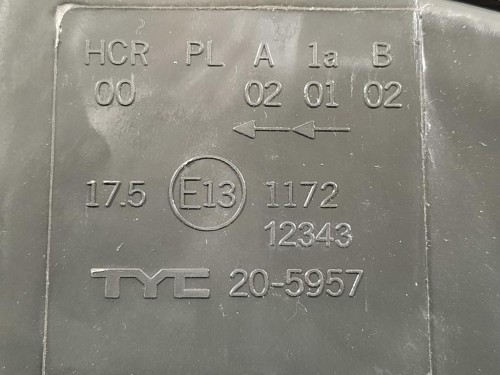 HCR PL A 1a B
00 02 01 02
17.5 E13 1172
12343
TYC 20-5957